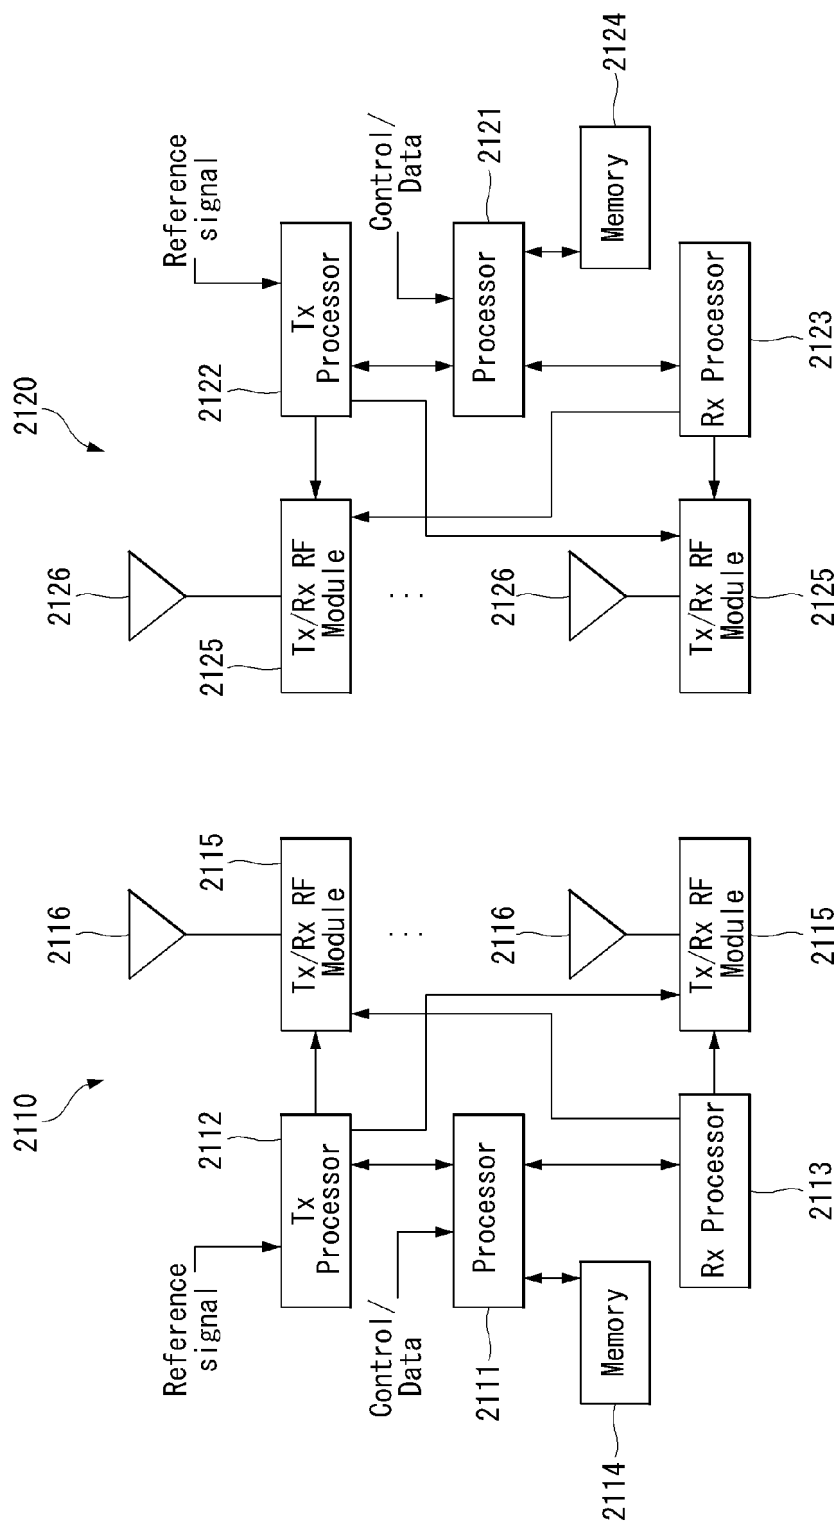 2110
2120
Reference
signal
2112
Tx
Processor
2116
2115
Tx/Rx RF
Module
2126
2125
Tx/Rx RF
Module
2122
Tx
Processor
Reference
signal
Control/
Data
2111
Processor
...
...
Control/
Data
2121
Processor
2114
Memory
2116
2126
2124
Memory
Rx Processor
2113
Tx/Rx RF
Module
2115
Tx/Rx RF
Module
2125
Rx Processor
2123